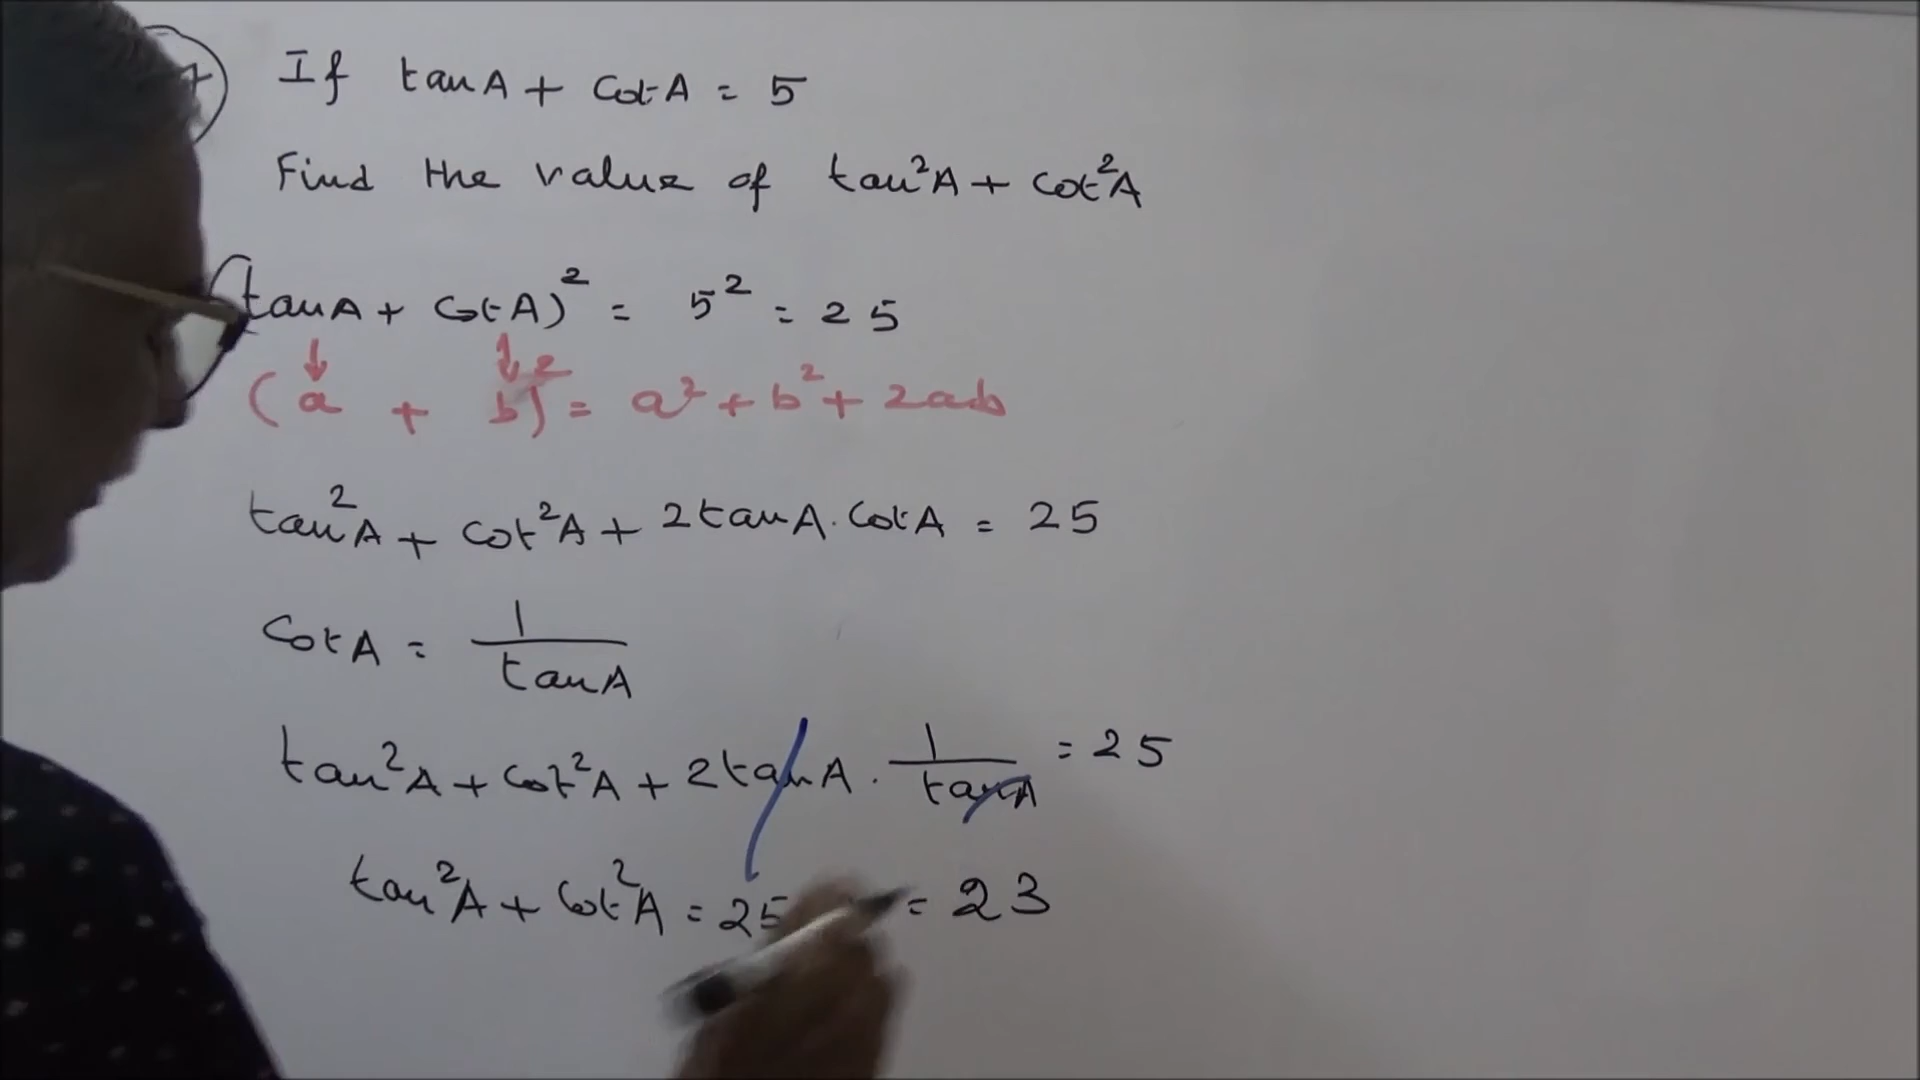 If tanA + cotA = 5
Find the value of tan²A + cot²A
(tanA + cotA)² = 5² = 25
(a + b)² = a² + b² + 2ab
tan²A + cot²A + 2tanA.cotA = 25
cotA = 1/tanA
tan²A + cot²A + 2tanA . 1/tanA = 25
tan²A + cot²A = 25 = 23